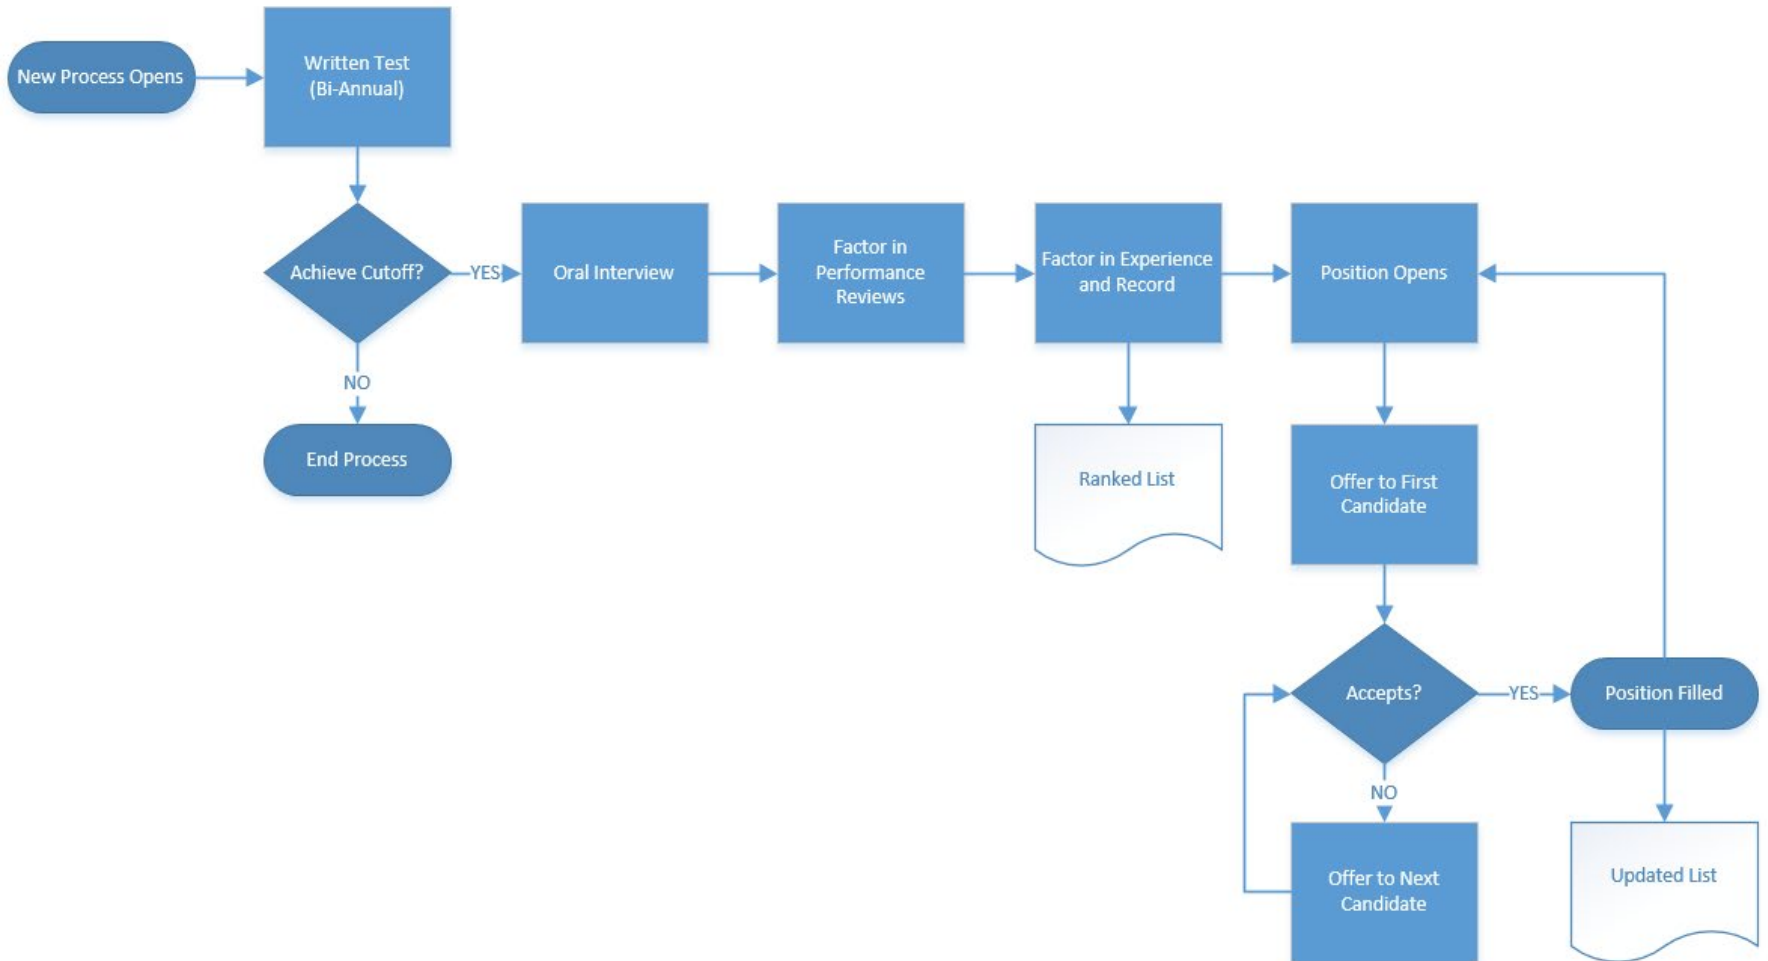 New Process Opens
Written Test
(Bi-Annual)
Achieve Cutoff?
YES
Oral Interview
Factor in
Performance
Reviews
Factor in Experience
and Record
Position Opens
NO
End Process
Ranked List
Offer to First
Candidate
Accepts?
YES
Position Filled
NO
Offer to Next
Candidate
Updated List